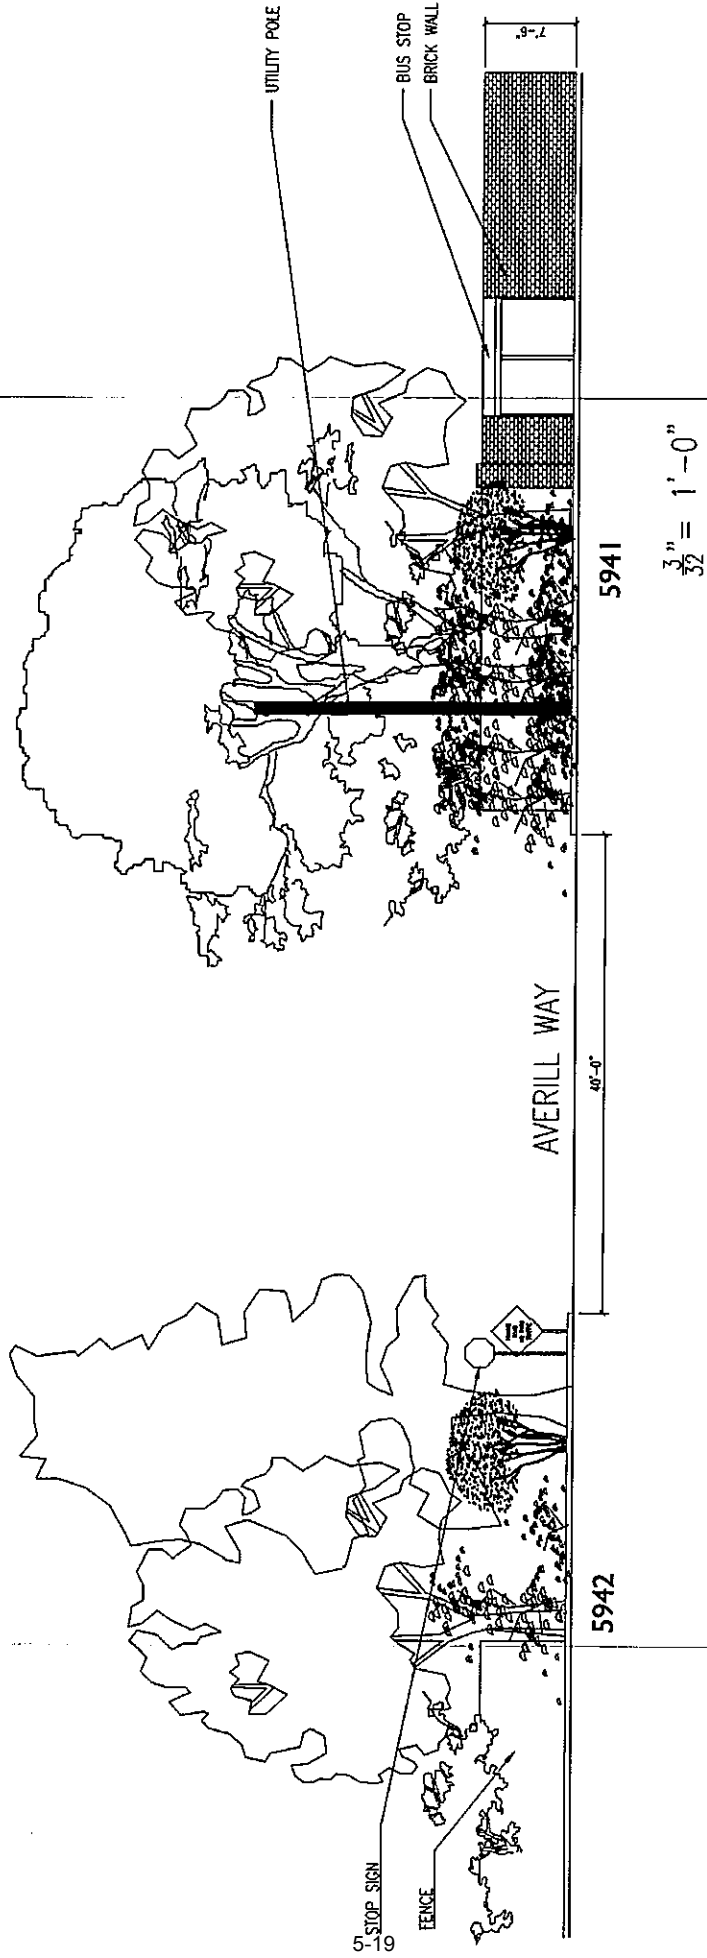 UTILITY POLE
BUS STOP
BRICK WALL
7'-6"
AVERILL WAY
40'-0"
STOP SIGN
FENCE
5942
5941
3/32" = 1'-0"
5-19